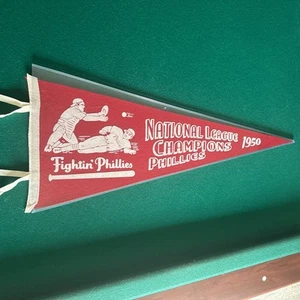 NATIONAL LEAGUE
CHAMPIONS 1950
PHILLIES
Fightin' Phillies